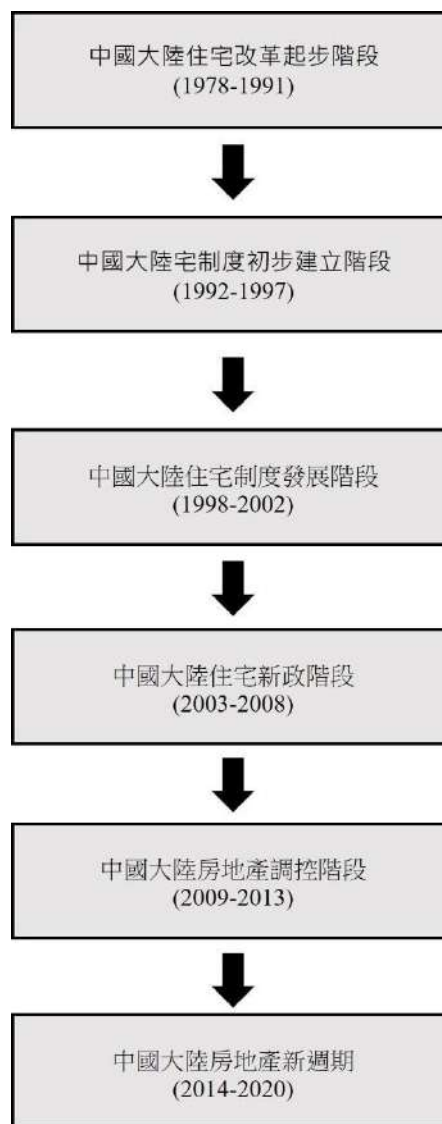 中國大陸住宅改革起步階段
(1978-1991)
中國大陸宅制度初步建立階段
(1992-1997)
中國大陸住宅制度發展階段
(1998-2002)
中國大陸住宅新政階段
(2003-2008)
中國大陸房地產調控階段
(2009-2013)
中國大陸房地產新週期
(2014-2020)